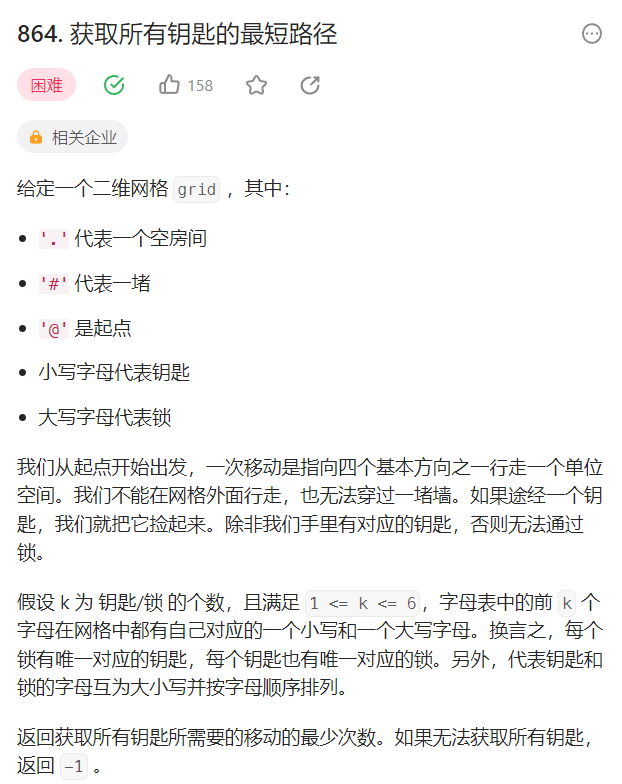 864. 获取所有钥匙的最短路径
困难
158
相关企业
给定一个二维网格 grid ，其中：
'.' 代表一个空房间
'#' 代表一堵
'@' 是起点
小写字母代表钥匙
大写字母代表锁
我们从起点开始出发，一次移动是指向四个基本方向之一行走一个单位
空间。我们不能在网格外面行走，也无法穿过一堵墙。如果途经一个钥
匙，我们就把它捡起来。除非我们手里有对应的钥匙，否则无法通过
锁。
假设 k 为 钥匙/锁 的个数，且满足 1 <= k <= 6，字母表中的前 k 个
字母在网格中都有自己对应的一个小写和一个大写字母。换言之，每个
锁有唯一对应的钥匙，每个钥匙也有唯一对应的锁。另外，代表钥匙和
锁的字母互为大小写并按字母顺序排列。
返回获取所有钥匙所需要的移动的最少次数。如果无法获取所有钥匙，
返回 -1 。